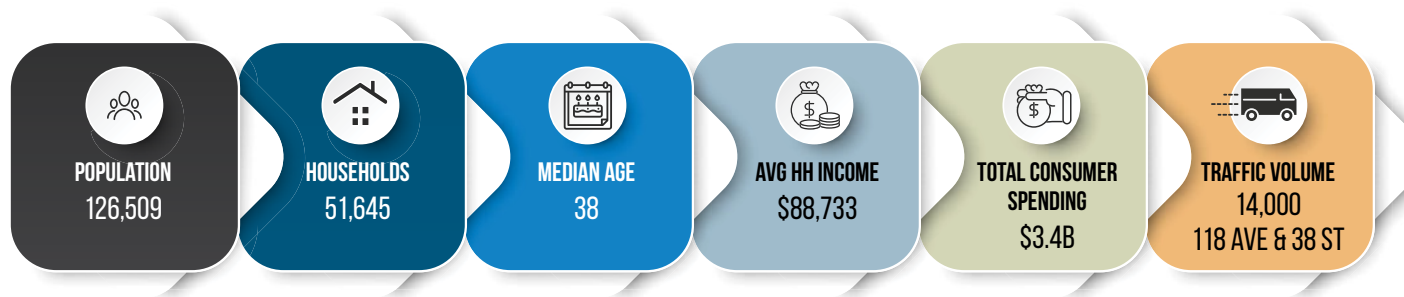 POPULATION
126,509
HOUSEHOLDS
51,645
MEDIAN AGE
38
AVG HH INCOME
$
$88,733
$
TOTAL CONSUMER
SPENDING
$3.4B
TRAFFIC VOLUME
14,000
118 AVE & 38 ST